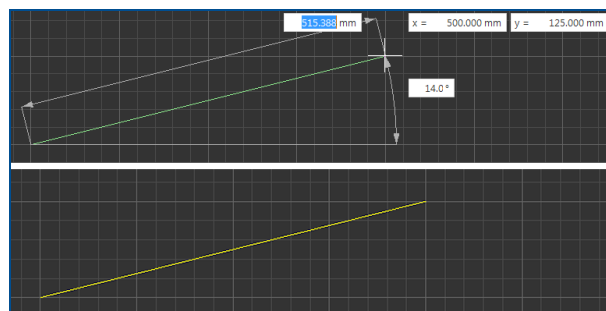 515.388 mm
x = 500.000 mm
y = 125.000 mm
14.0°